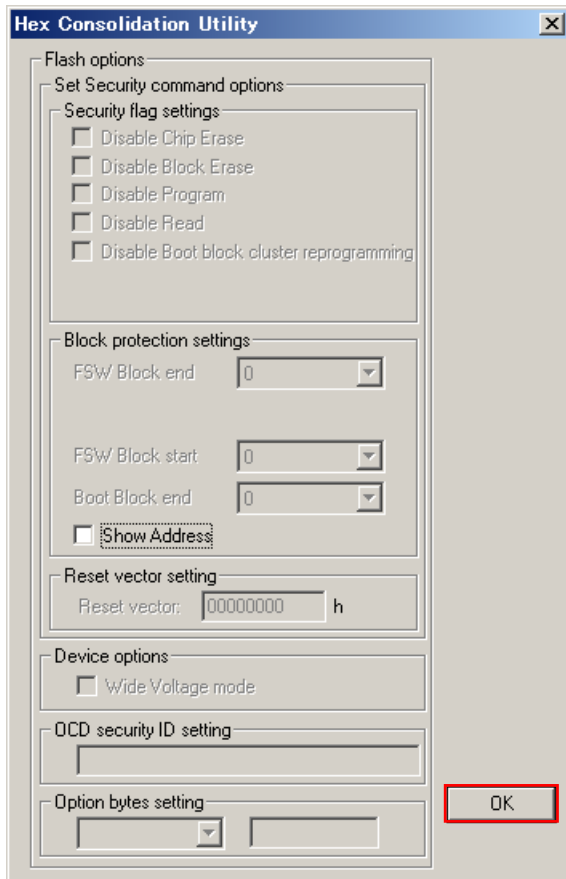 Hex Consolidation Utility
Flash options
Set Security command options
Security flag settings
Disable Chip Erase
Disable Block Erase
Disable Program
Disable Read
Disable Boot block cluster reprogramming
Block protection settings
FSW Block end 0
FSW Block start 0
Boot Block end 0
Show Address
Reset vector setting
Reset vector: 00000000 h
Device options
Wide Voltage mode
OCD security ID setting
OK
Option bytes setting